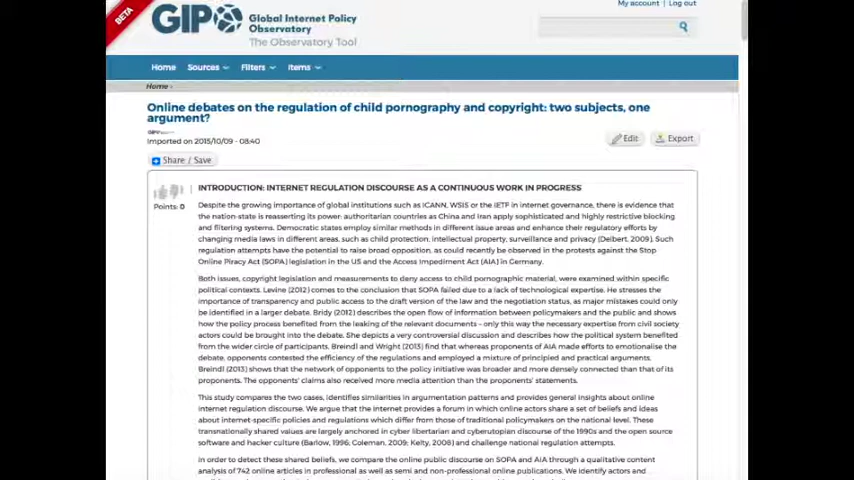 BETA
GIPO
Global Internet Policy
Observatory
The Observatory Tool
My account | Log out
Home Sources Filters Items
Home ›
Online debates on the regulation of child pornography and copyright: two subjects, one
argument?
GIPO
Imported on 2015/10/09 - 08:40
Edit Export
Share / Save
Points: 0
INTRODUCTION: INTERNET REGULATION DISCOURSE AS A CONTINUOUS WORK IN PROGRESS
Despite the growing importance of global institutions such as ICANN, WSIS or the IETF in internet governance, there is evidence that
the nation-state is reasserting its power: authoritarian countries as China and Iran apply sophisticated and highly restrictive blocking
and filtering systems. Democratic states employ similar methods in different issue areas and enhance their regulatory efforts by
changing media laws in different areas, such as child protection, intellectual property, surveillance and privacy (Deibert, 2009). Such
regulation attempts have the potential to raise broad opposition, as could recently be observed in the protests against the Stop
Online Piracy Act (SOPA) legislation in the US and the Access Impediment Act (AIA) in Germany.
Both issues, copyright legislation and measurements to deny access to child pornographic material, were examined within specific
political contexts. Levine (2012) comes to the conclusion that SOPA failed due to a lack of technological expertise. He stresses the
importance of transparency and public access to the draft version of the law and the negotiation status, as major mistakes could only
be identified in a larger debate. Bridy (2012) describes the open flow of information between policymakers and the public and shows
how the policy process benefited from the leaking of the relevant documents – only this way the necessary expertise from civil society
actors could be brought into the debate. She depicts a very controversial discussion and describes how the political system benefited
from the wider circle of participants. Breindl and Wright (2013) find that whereas proponents of AIA made efforts to emotionalise the
debate, opponents contested the efficiency of the regulations and employed a mixture of principled and practical arguments.
Breindl (2013) shows that the network of opponents to the policy initiative was broader and more densely connected than that of its
proponents. The opponents' claims also received more media attention than the proponents' statements.
This study compares the two cases, identifies similarities in argumentation patterns and provides general insights about online
internet regulation discourse. We argue that the internet provides a forum in which online actors share a set of beliefs and ideas
about internet-specific policies and regulations which differ from those of traditional policymakers on the national level. These
transnationally shared values are largely anchored in cyber libertarian and cyberutopian discourse of the 1990s and the open source
software and hacker culture (Barlow, 1996; Coleman, 2009; Kelty, 2008) and challenge national regulation attempts.
In order to detect these shared beliefs, we compare the online public discourse on SOPA and AIA through a qualitative content
analysis of 742 online articles in professional as well as semi and non-professional online publications. We identify actors and